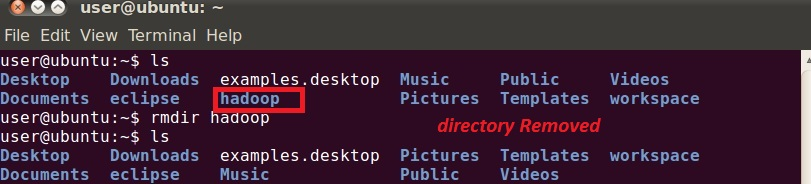 user@ubuntu: ~
File Edit View Terminal Help
user@ubuntu:~$ ls
Desktop Downloads examples.desktop Music Public Videos
Documents eclipse hadoop Pictures Templates workspace
user@ubuntu:~$ rmdir hadoop
directory Removed
user@ubuntu:~$ ls
Desktop Downloads examples.desktop Pictures Templates workspace
Documents eclipse Music Public Videos